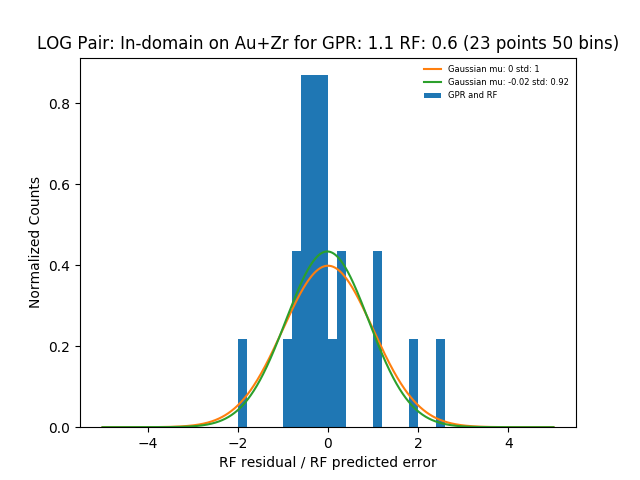 LOG Pair: In-domain on Au+Zr for GPR: 1.1 RF: 0.6 (23 points 50 bins)
Gaussian mu: 0 std: 1
Gaussian mu: -0.02 std: 0.92
GPR and RF
Normalized Counts
0.8
0.6
0.4
0.2
0.0
−4
−2
0
2
4
RF residual / RF predicted error